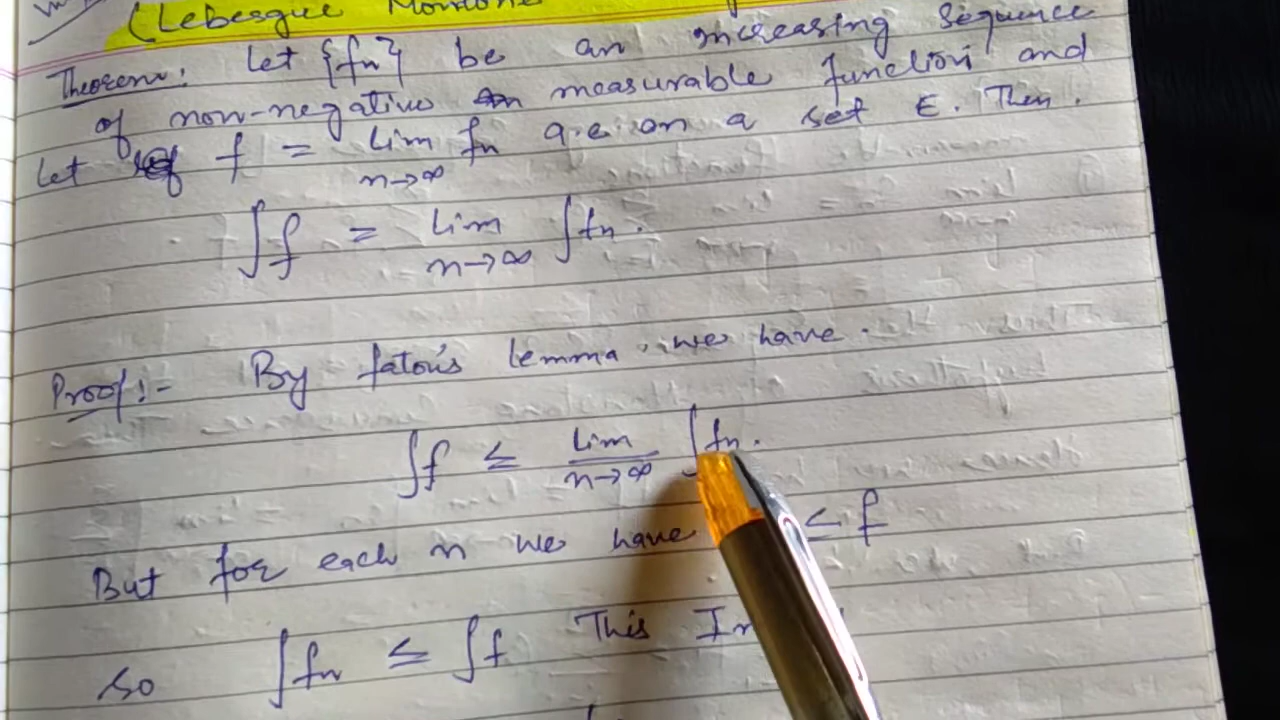 (Lebesgue Monotone
Theorem: Let {fn} be an increasing sequence
of non-negative measurable function and
Let f = lim n→∞ fn a.e on a set E. Then.
∫f = lim n→∞ ∫fn.
Proof:- By fatou's lemma, we have.
∫f ≤ lim n→∞ ∫fn.
But for each n we have ≤ f
So ∫fn ≤ ∫f This